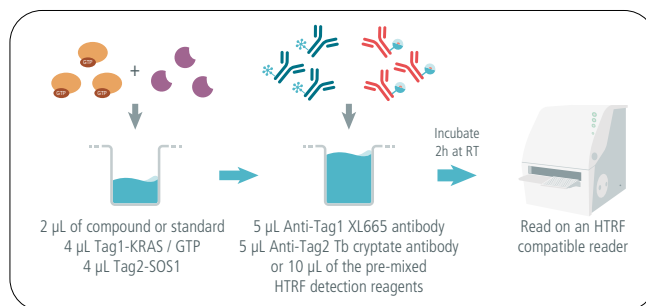 GTP
GTP
GTP
+
2 µL of compound or standard
4 µL Tag1-KRAS / GTP
4 µL Tag2-SOS1
5 µL Anti-Tag1 XL665 antibody
5 µL Anti-Tag2 Tb cryptate antibody
or 10 µL of the pre-mixed
HTRF detection reagents
Incubate
2h at RT
Read on an HTRF
compatible reader